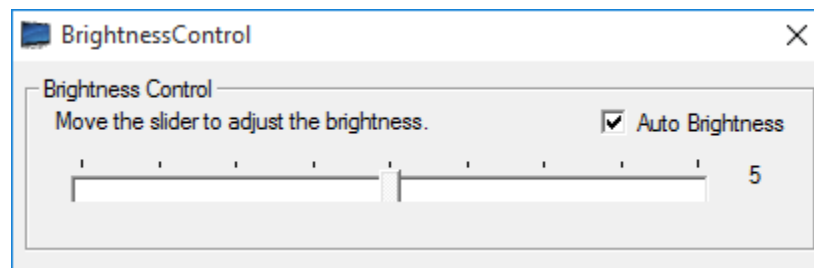 BrightnessControl
Brightness Control
Move the slider to adjust the brightness.
Auto Brightness
5